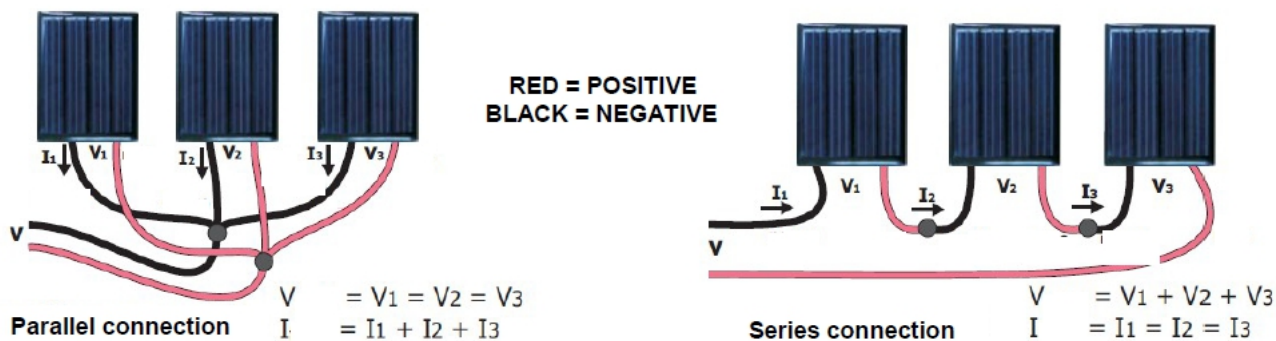 RED = POSITIVE
BLACK = NEGATIVE
I1 V1 I2 V2 I3 V3
V
V = V1 = V2 = V3
Parallel connection I = I1 + I2 + I3
I1 V1 I2 V2 I3 V3
V
V = V1 + V2 + V3
Series connection I = I1 = I2 = I3